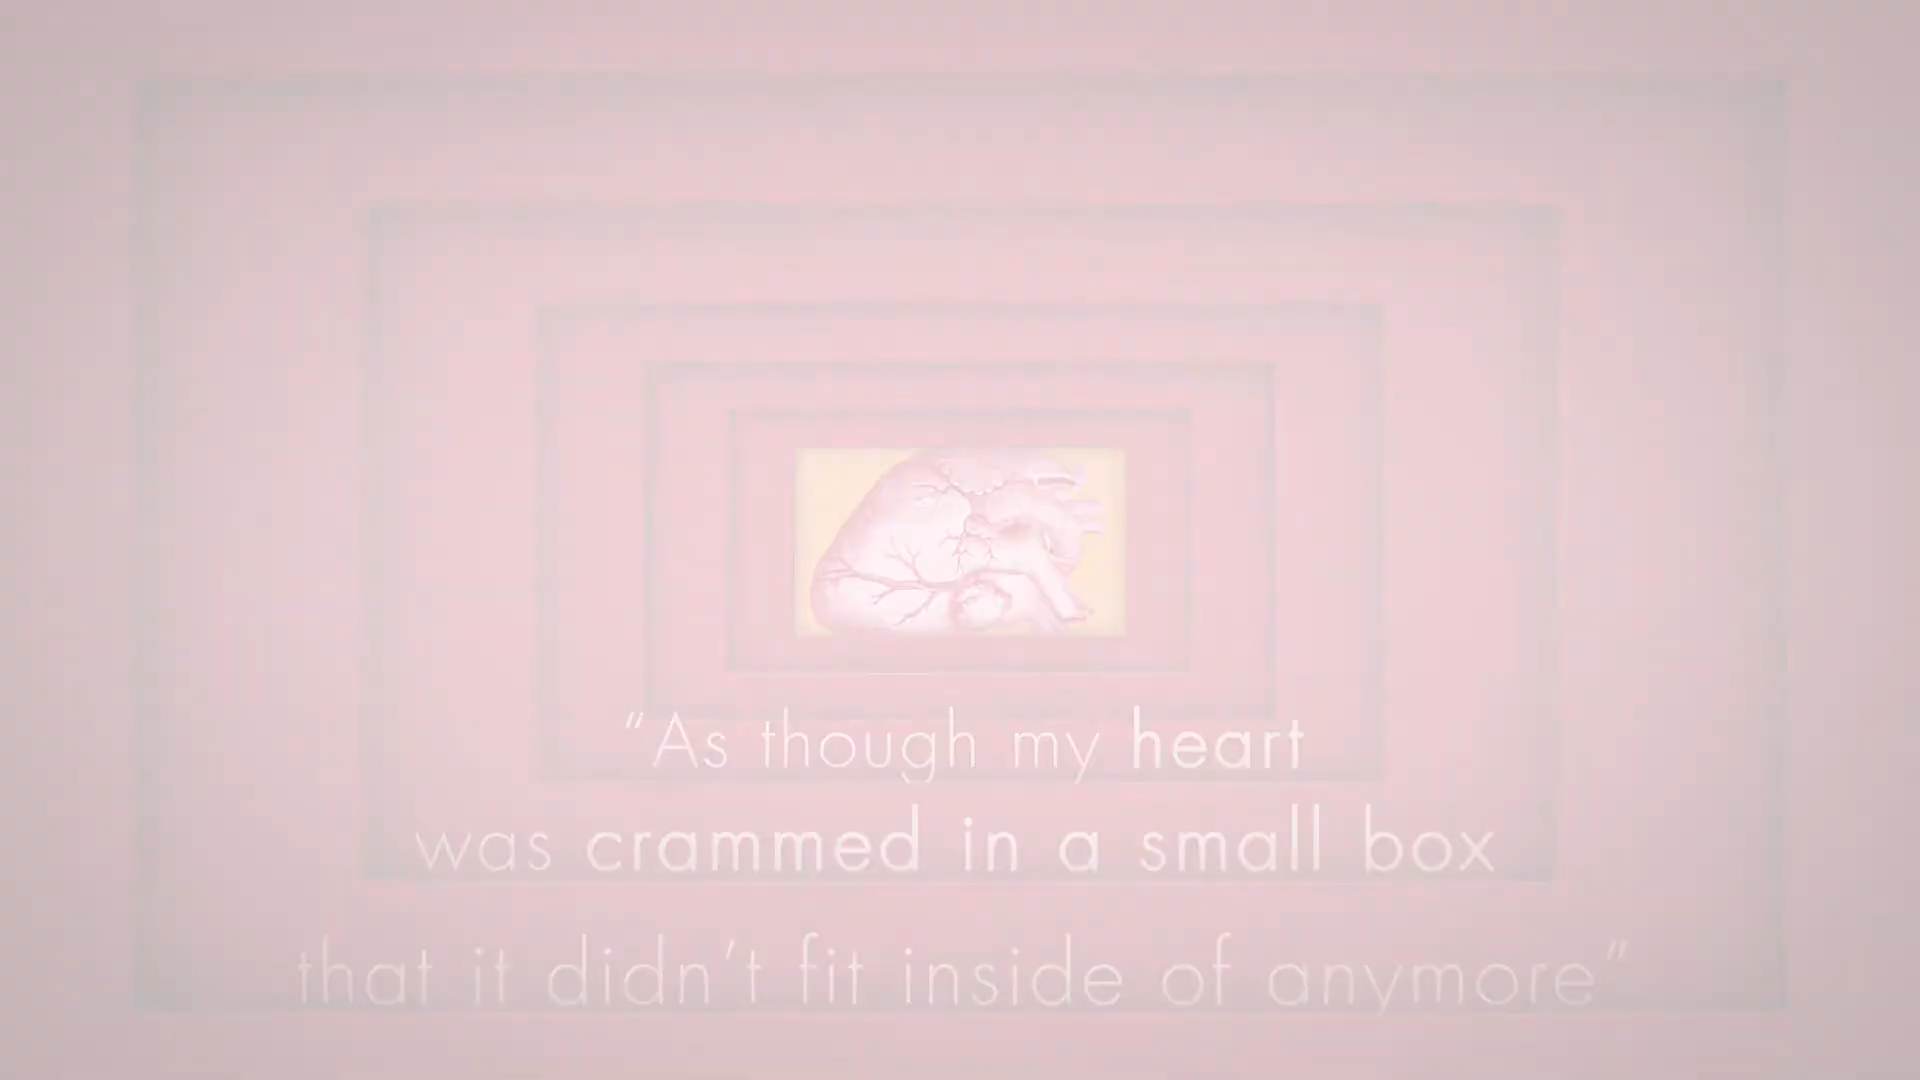 “As though my heart
was crammed in a small box
that it didn’t fit inside of anymore”